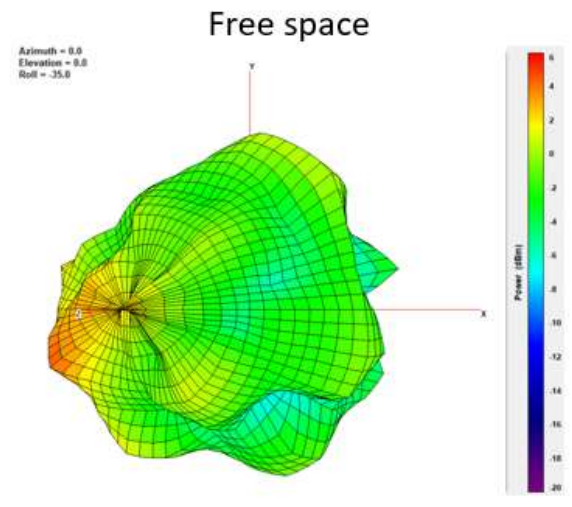 Free space
Azimuth = 0.0
Elevation = 0.0
Roll = -35.0
Y
X
Power (dBm)
6
4
2
0
-2
-4
-6
-8
-10
-12
-14
-16
-18
-20